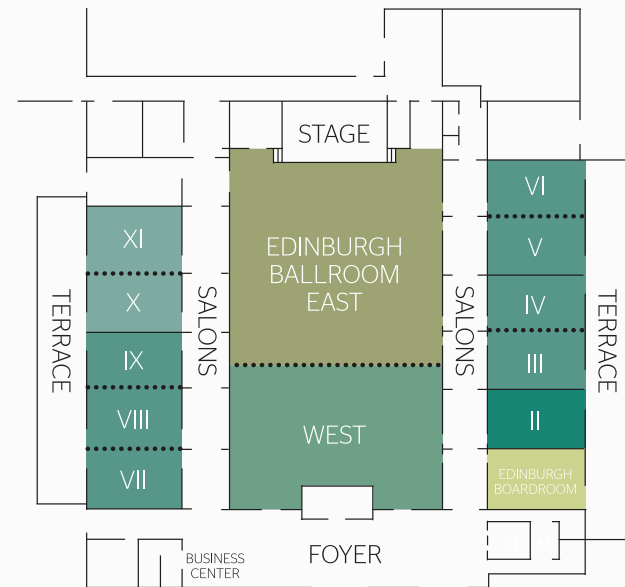 STAGE
VI
XI
EDINBURGH
BALLROOM
EAST
V
X
TERRACE
SALONS
SALONS
IV
TERRACE
IX
III
VIII
WEST
II
VII
EDINBURGH
BOARDROOM
FOYER
BUSINESS
CENTER